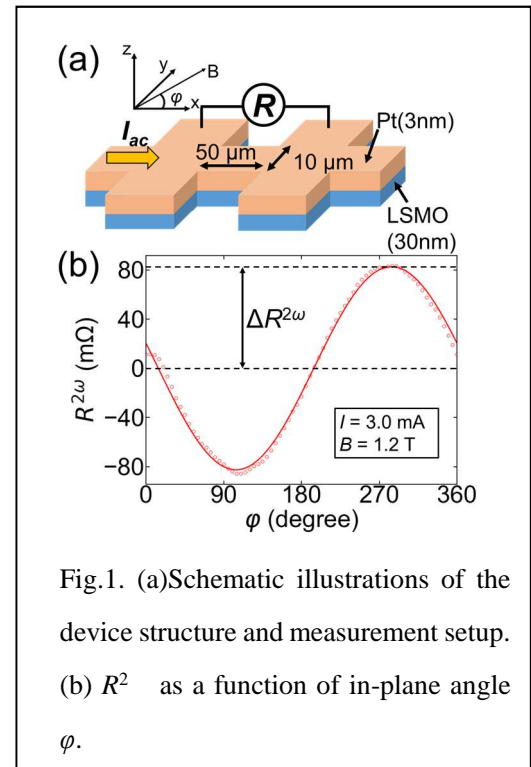 (a)
z
y
B
φ
x
R
I_ac
50 μm
10 μm
Pt(3nm)
LSMO
(30nm)
(b)
80
40
0
−40
−80
R^{2ω} (mΩ)
ΔR^{2ω}
I = 3.0 mA
B = 1.2 T
0 90 180 270 360
φ (degree)
Fig.1. (a)Schematic illustrations of the
device structure and measurement setup.
(b) R² as a function of in-plane angle
φ.